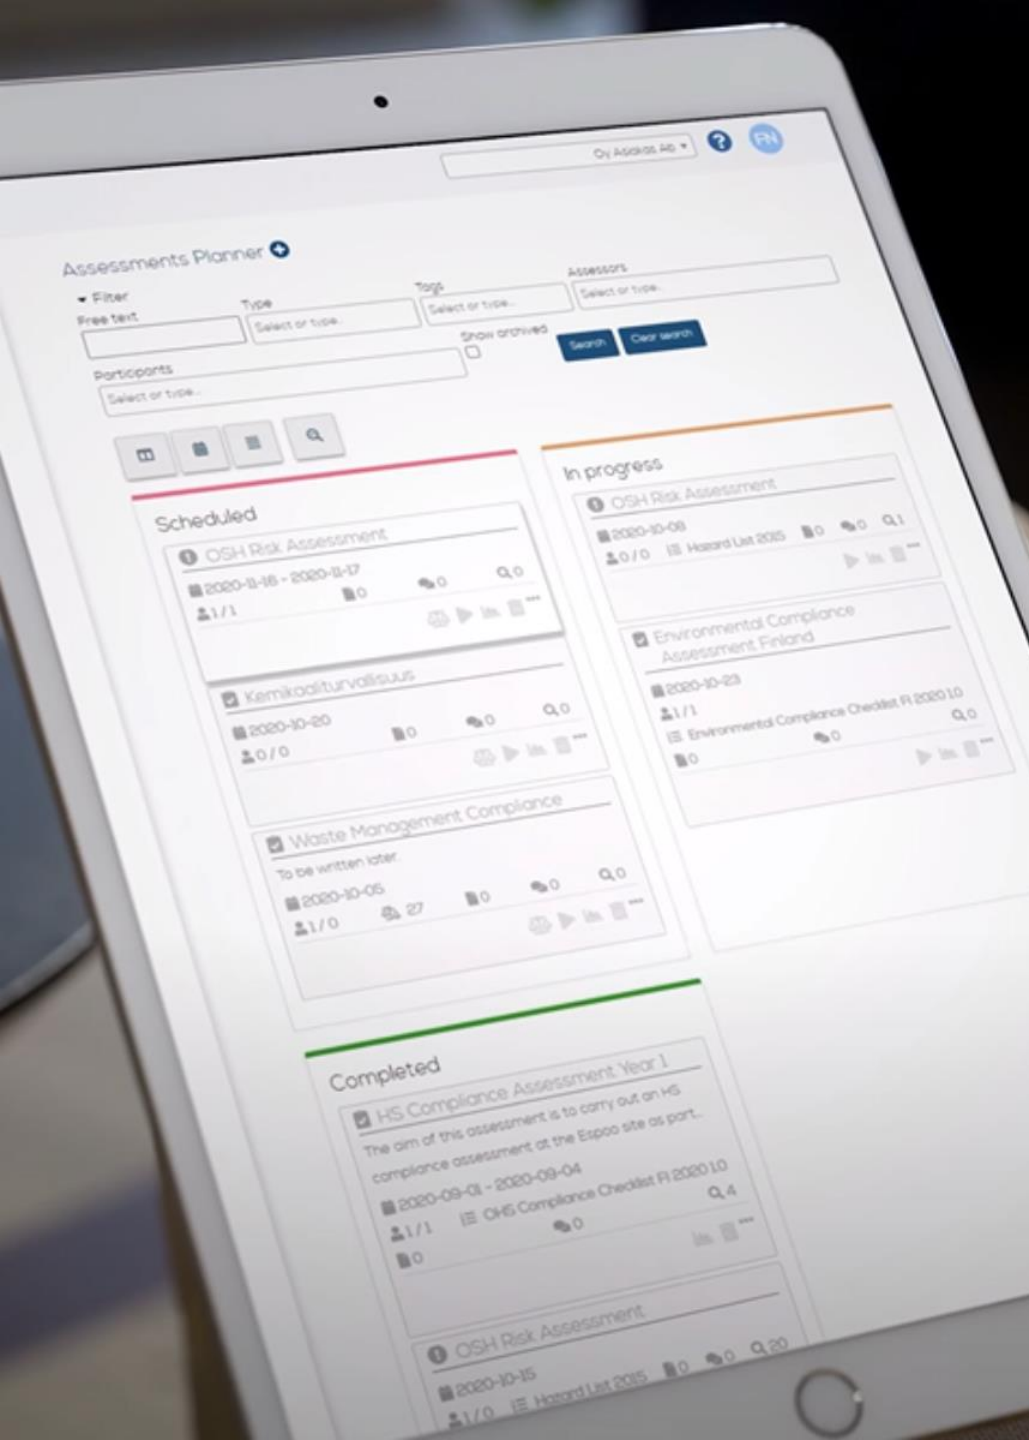 Oy Asiakas Ab
?
FN
Assessments Planner
Filter
Free text
Type
Select or type...
Tags
Select or type...
Assessors
Select or type...
Participants
Select or type...
Show archived
Search
Clear search
Scheduled
OSH Risk Assessment
2020-11-16 - 2020-11-17
1/1 0 0 0
Kemikaaliturvallisuus
2020-10-20
0/0 0 0 0
Waste Management Compliance
To be written later.
2020-10-05
1/0 27 0 0 0
In progress
OSH Risk Assessment
2020-10-08
0/0 Hazard List 2015 0 0 1
Environmental Compliance
Assessment Finland
2020-10-23
1/1
Environmental Compliance Checklist FI 2020 1.0
0 0 0
Completed
HS Compliance Assessment Year 1
The aim of this assessment is to carry out an HS
compliance assessment at the Espoo site as part...
2020-09-01 - 2020-09-04
1/1 OHS Compliance Checklist FI 2020 1.0
0 0 4
OSH Risk Assessment
2020-10-15
1/0 Hazard List 2015 0 0 20